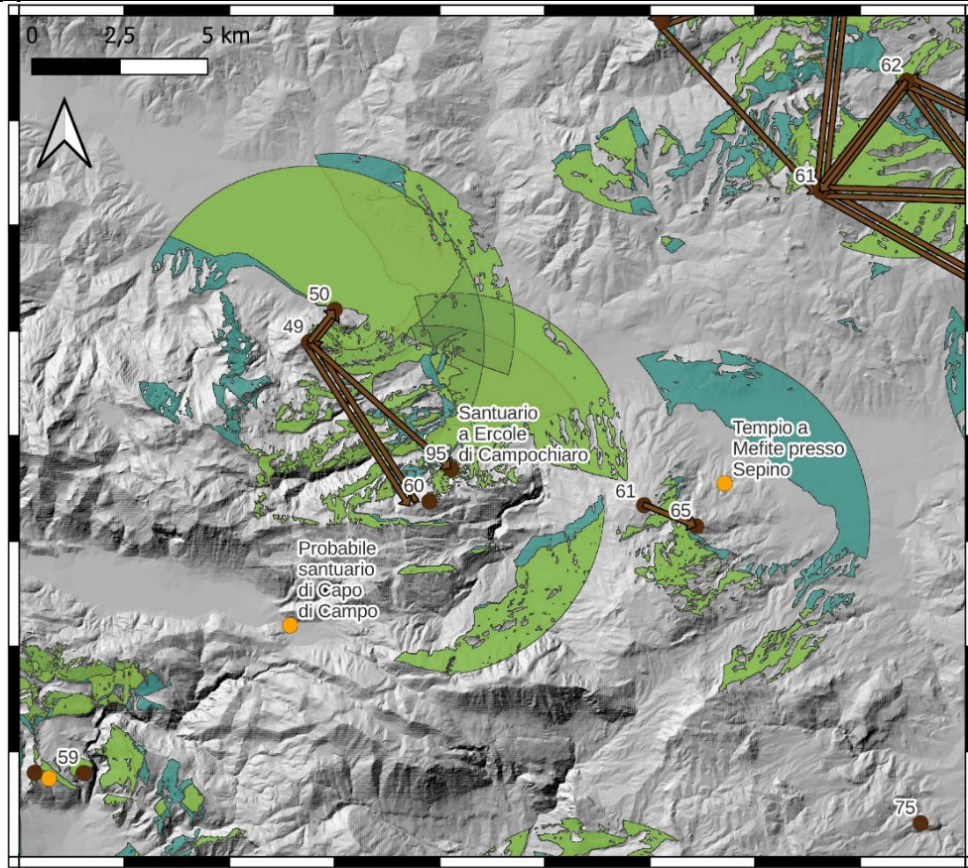 0 2,5 5 km
62
61
50
49
Santuario
a Ercole
di Campochiaro
95
Tempio a
Mefite presso
Sepino
60
61
65
Probabile
santuario
di Capo
di Campo
59
75